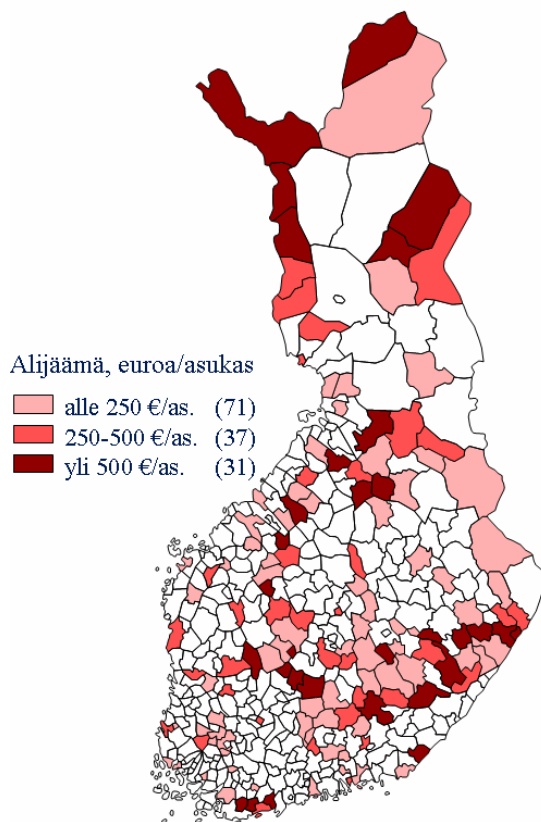 Alijäämä, euroa/asukas
alle 250 €/as. (71)
250-500 €/as. (37)
yli 500 €/as. (31)